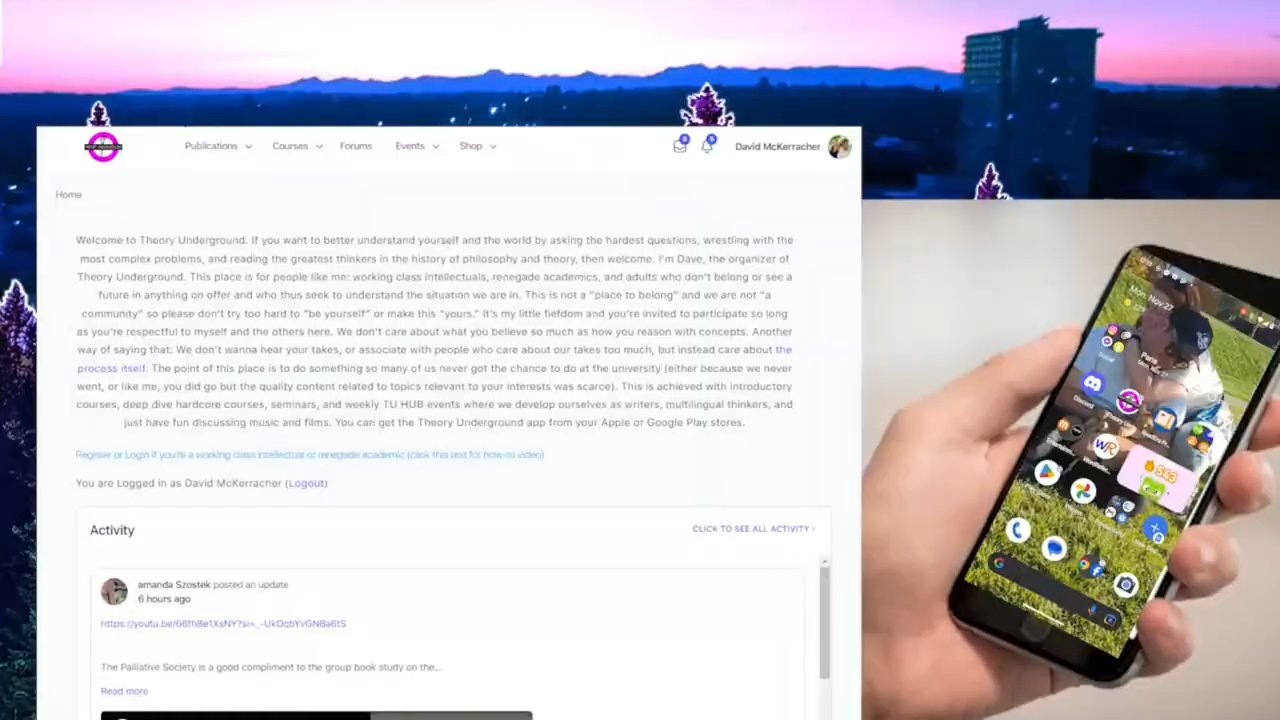 Publications
Courses
Forums
Events
Shop
David McKerracher
Home
Welcome to Theory Underground. If you want to better understand yourself and the world by asking the hardest questions, wrestling with the
most complex problems, and reading the greatest thinkers in the history of philosophy and theory, then welcome. I'm Dave, the organizer of
Theory Underground. This place is for people like me: working class intellectuals, renegade academics, and adults who don't belong or see a
future in anything on offer and who thus seek to understand the situation we are in. This is not a "place to belong" and we are not "a
community" so please don't try too hard to "be yourself" or make this "yours." It's my little fiefdom and you're invited to participate so long
as you're respectful to myself and the others here. We don't care about what you believe so much as how you reason with concepts. Another
way of saying that: We don't wanna hear your takes, or associate with people who care about our takes too much, but instead care about the
process itself. The point of this place is to do something so many of us never got the chance to do at the university (either because we never
went, or like me, you did go but the quality content related to topics relevant to your interests was scarce). This is achieved with introductory
courses, deep dive hardcore courses, seminars, and weekly TU HUB events where we develop ourselves as writers, multilingual thinkers, and
just have fun discussing music and films. You can get the Theory Underground app from your Apple or Google Play stores.
Register or Login if you're a working class intellectual or renegade academic (click this text for how-to video)
You are Logged in as David McKerracher (Logout)
Activity
CLICK TO SEE ALL ACTIVITY ›
amanda Szostek posted an update
6 hours ago
The Palliative Society is a good compliment to the group book study on the...
Read more
Mon, Nov 27
Paris
Social
Discord
WR
543